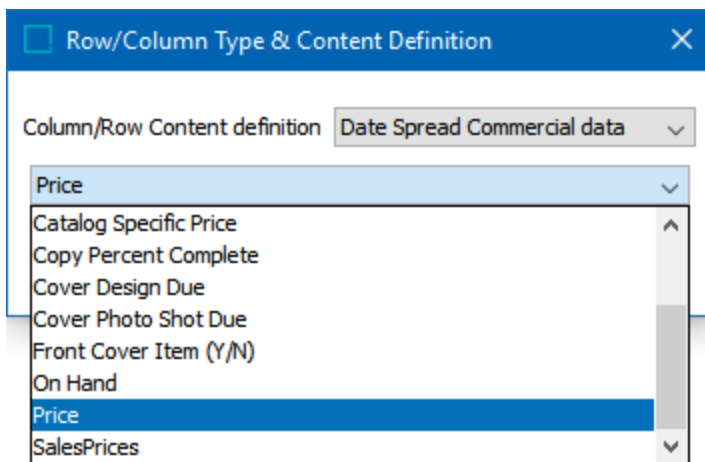 Row/Column Type & Content Definition
Column/Row Content definition Date Spread Commercial data
Price
Catalog Specific Price
Copy Percent Complete
Cover Design Due
Cover Photo Shot Due
Front Cover Item (Y/N)
On Hand
Price
SalesPrices